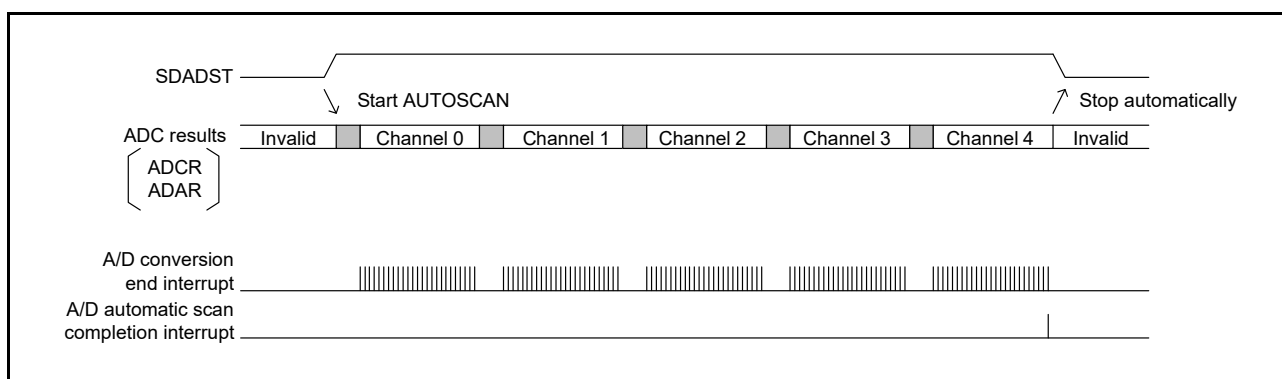 SDADST
Start AUTOSCAN
Stop automatically
ADC results
Invalid
Channel 0
Channel 1
Channel 2
Channel 3
Channel 4
Invalid
ADCR
ADAR
A/D conversion
end interrupt
A/D automatic scan
completion interrupt